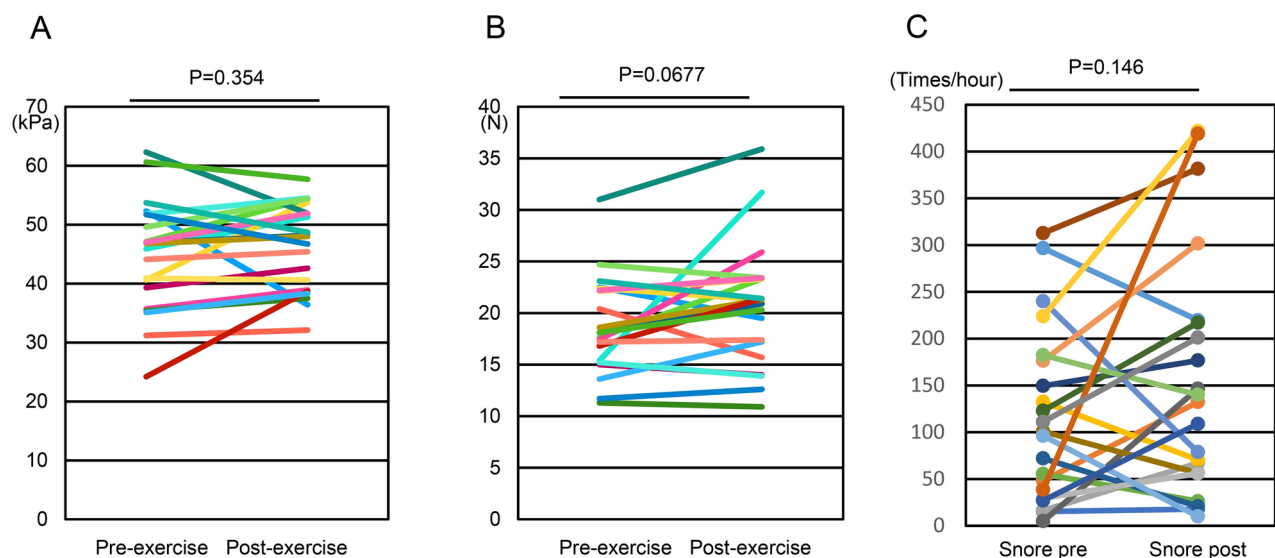 A
P=0.354
70
(kPa)
60
50
40
30
20
10
0
Pre-exercise Post-exercise
B
P=0.0677
40
(N)
35
30
25
20
15
10
5
0
Pre-exercise Post-exercise
C
(Times/hour) P=0.146
450
400
350
300
250
200
150
100
50
0
Snore pre Snore post